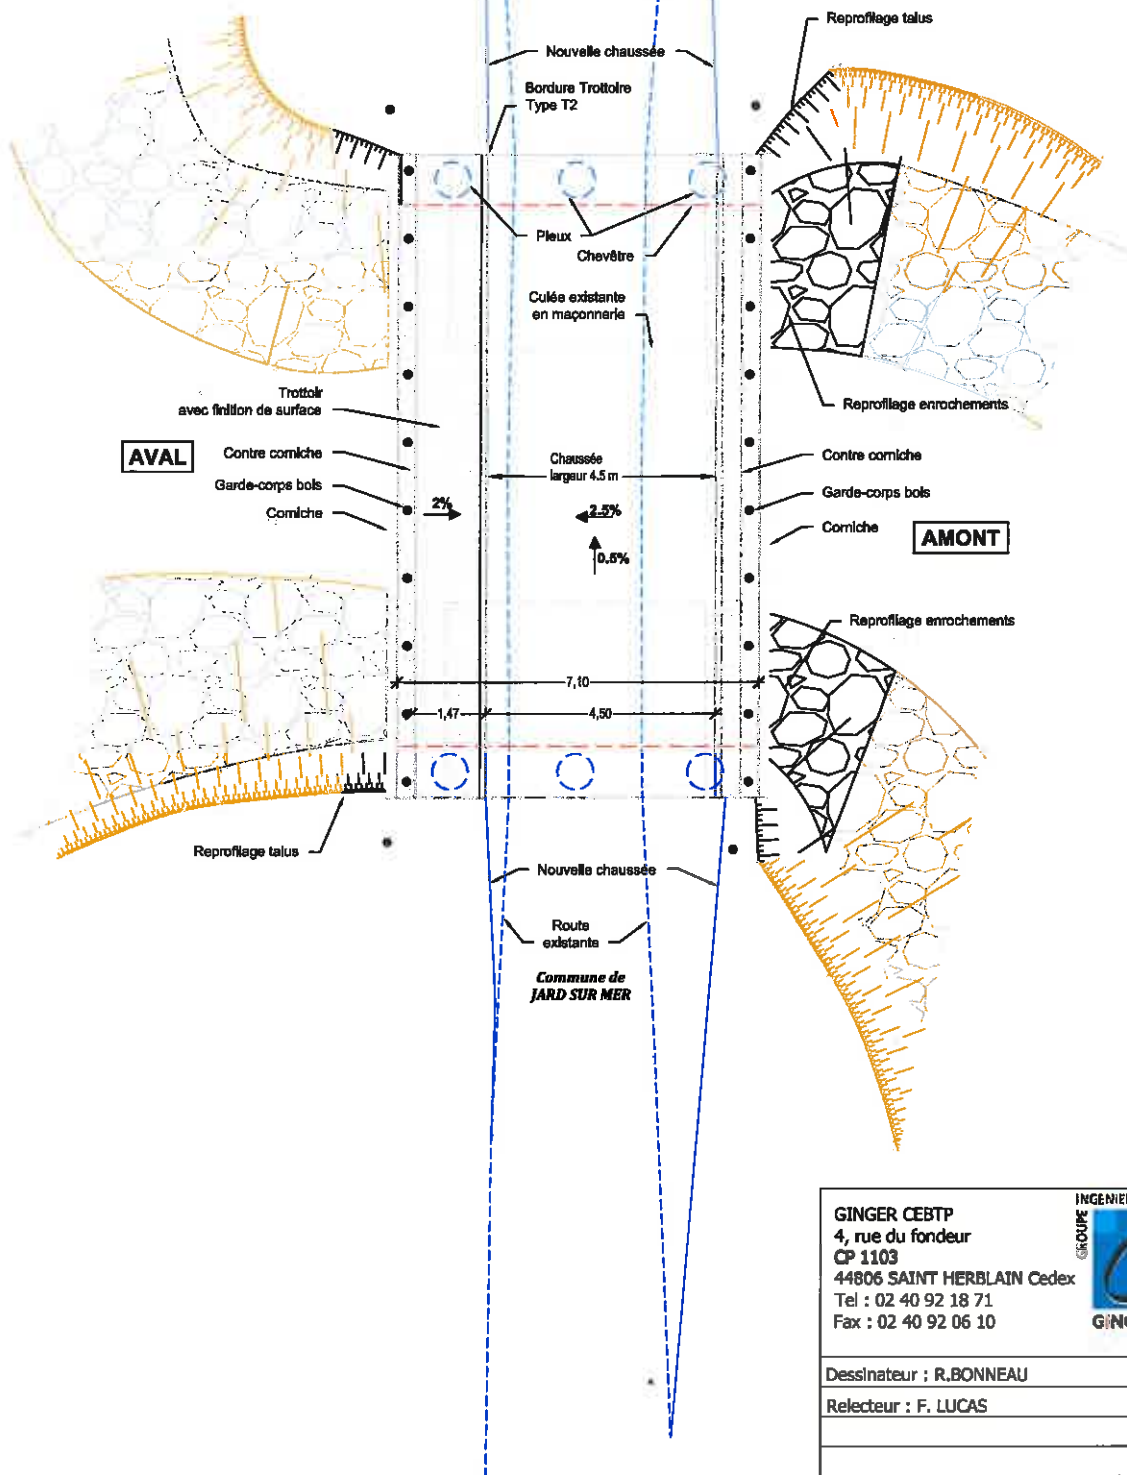 Reprofilage talus
Nouvelle chaussée
Bordure Trottoire
Type T2
Pieux
Chevêtre
Culée existante
en maçonnerie
Trottoir
avec finition de surface
Reprofilage enrochements
AVAL
Contre corniche
Chaussée
largeur 4.5 m
Contre corniche
Garde-corps bois
Garde-corps bois
2%
2.5%
Corniche
Corniche
AMONT
0.5%
Reprofilage enrochements
7,10
1,47
4,50
Reprofilage talus
Nouvelle chaussée
Route
existante
Commune de
JARD SUR MER
GINGER CEBTP
4, rue du fondeur
CP 1103
44806 SAINT HERBLAIN Cedex
Tel : 02 40 92 18 71
Fax : 02 40 92 06 10
GROUPE
Dessinateur : R.BONNEAU
Relecteur : F. LUCAS